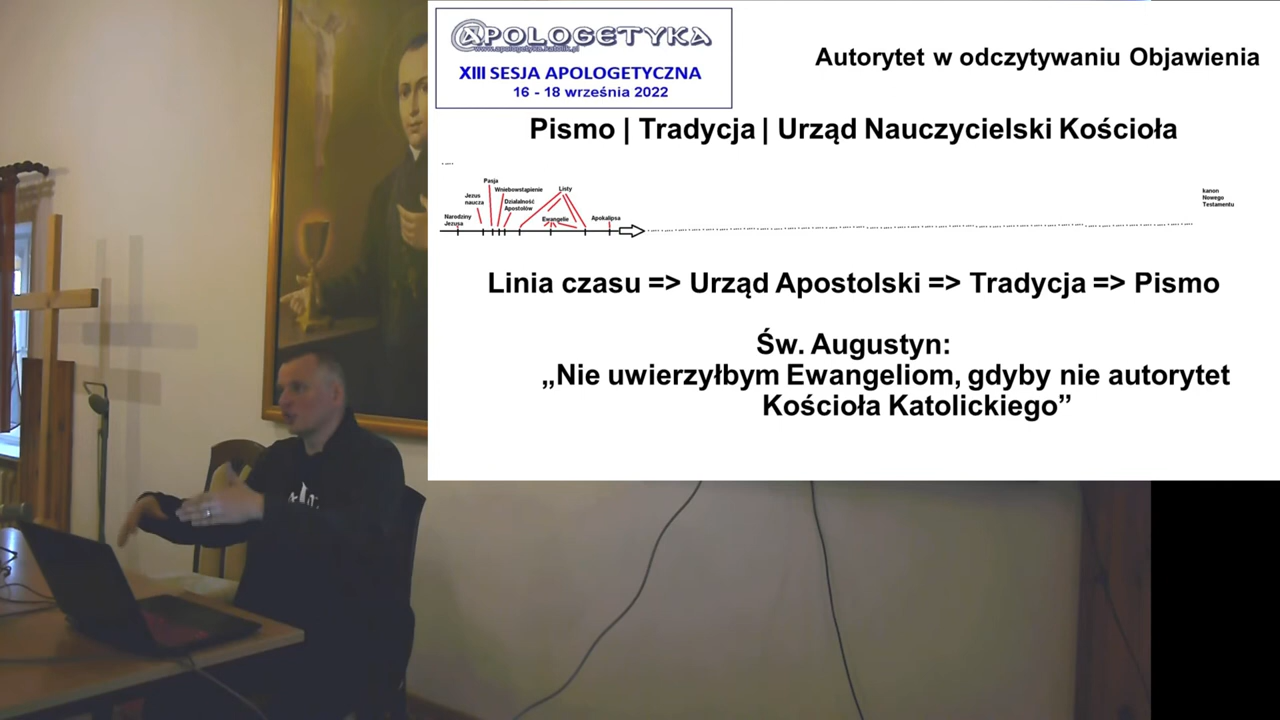 @POLOGETYKA
www.apologetyka.katolik.pl
XIII SESJA APOLOGETYCZNA
16 - 18 września 2022
Autorytet w odczytywaniu Objawienia
Pismo | Tradycja | Urząd Nauczycielski Kościoła
Narodziny
Jezusa
Jezus
naucza
Pasja
Wniebowstąpienie
Działalność
Apostołów
Listy
Ewangelie
Apokalipsa
kanon
Nowego
Testamentu
Linia czasu => Urząd Apostolski => Tradycja => Pismo
Św. Augustyn:
„Nie uwierzyłbym Ewangeliom, gdyby nie autorytet
Kościoła Katolickiego”